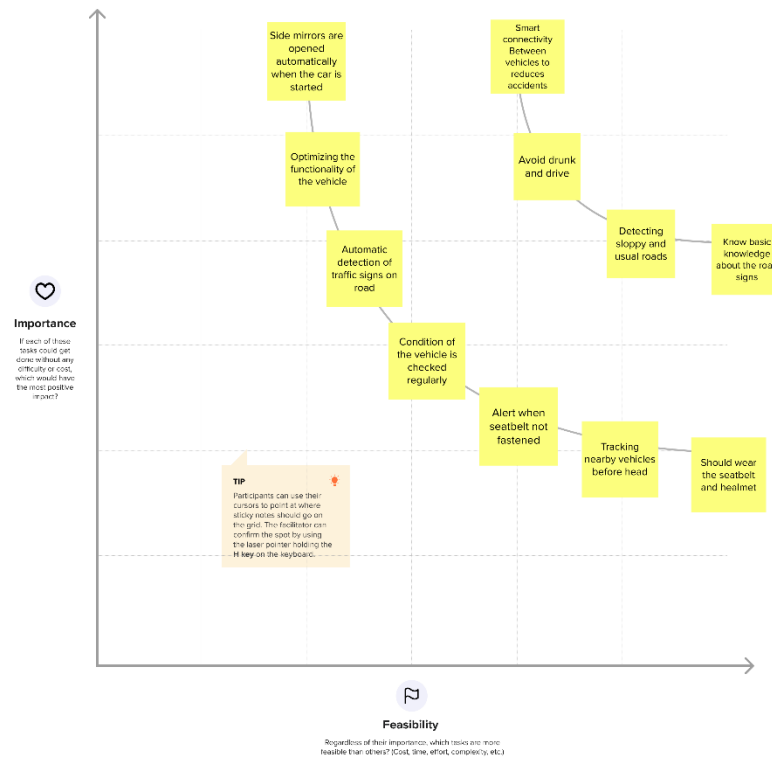 Side mirrors are
opened
automatically
when the car is
started
Smart
connectivity
Between
vehicles to
reduces
accidents
Optimizing the
functionality of
the vehicle
Avoid drunk
and drive
Automatic
detection of
traffic signs on
road
Detecting
sloppy and
usual roads
Know basic
knowledge
about the road
signs
Importance
If each of these
tasks could get
done without any
difficulty or cost,
which would have
the most positive
impact?
Condition of
the vehicle is
checked
regularly
Alert when
seatbelt not
fastened
Tracking
nearby vehicles
before head
Should wear
the seatbelt
and healmet
TIP
Participants can use their
cursors to point at where
sticky notes should go on
the grid. The facilitator can
confirm the spot by using
the laser pointer holding the
H key on the keyboard.
Feasibility
Regardless of their importance, which tasks are more
feasible than others? (Cost, time, effort, complexity, etc.)